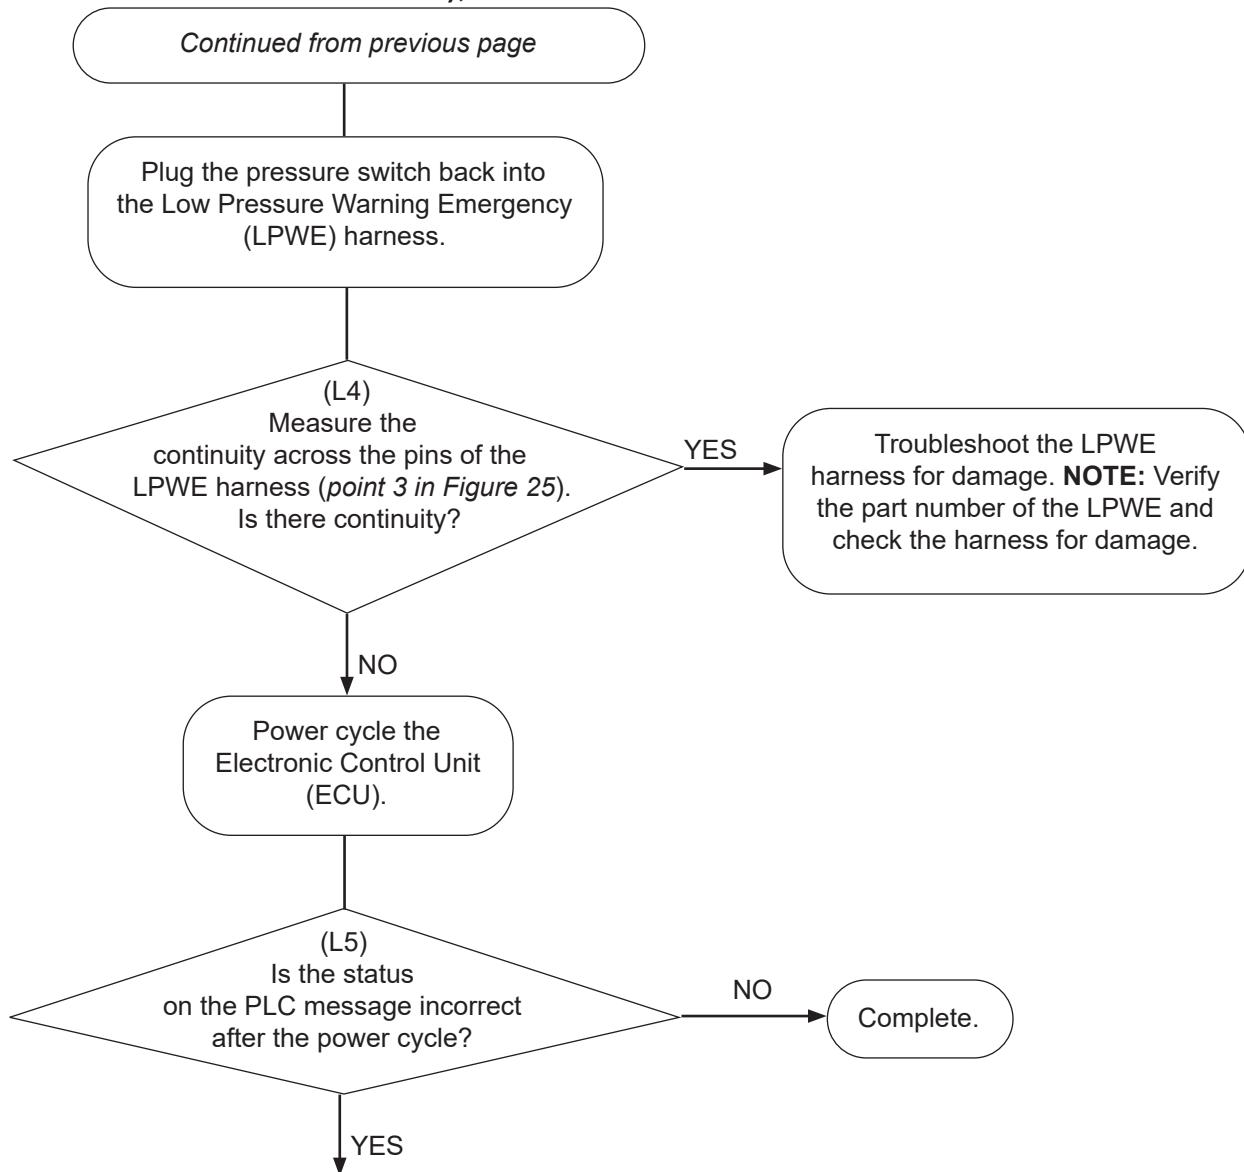 Continued from previous page
Plug the pressure switch back into
the Low Pressure Warning Emergency
(LPWE) harness.
(L4)
Measure the
continuity across the pins of the
LPWE harness (point 3 in Figure 25).
Is there continuity?
YES
Troubleshoot the LPWE
harness for damage. NOTE: Verify
the part number of the LPWE and
check the harness for damage.
NO
Power cycle the
Electronic Control Unit
(ECU).
(L5)
Is the status
on the PLC message incorrect
after the power cycle?
NO
Complete.
YES